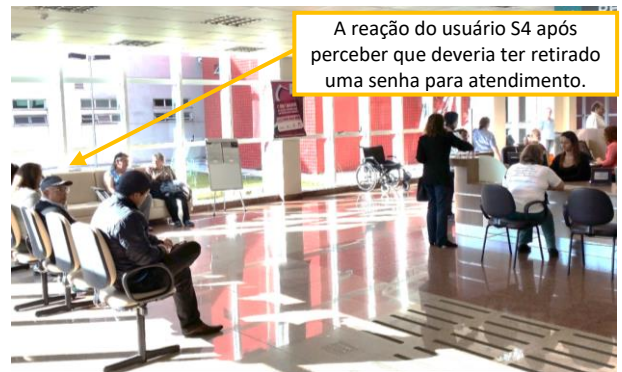 A reação do usuário S4 após
perceber que deveria ter retirado
uma senha para atendimento.